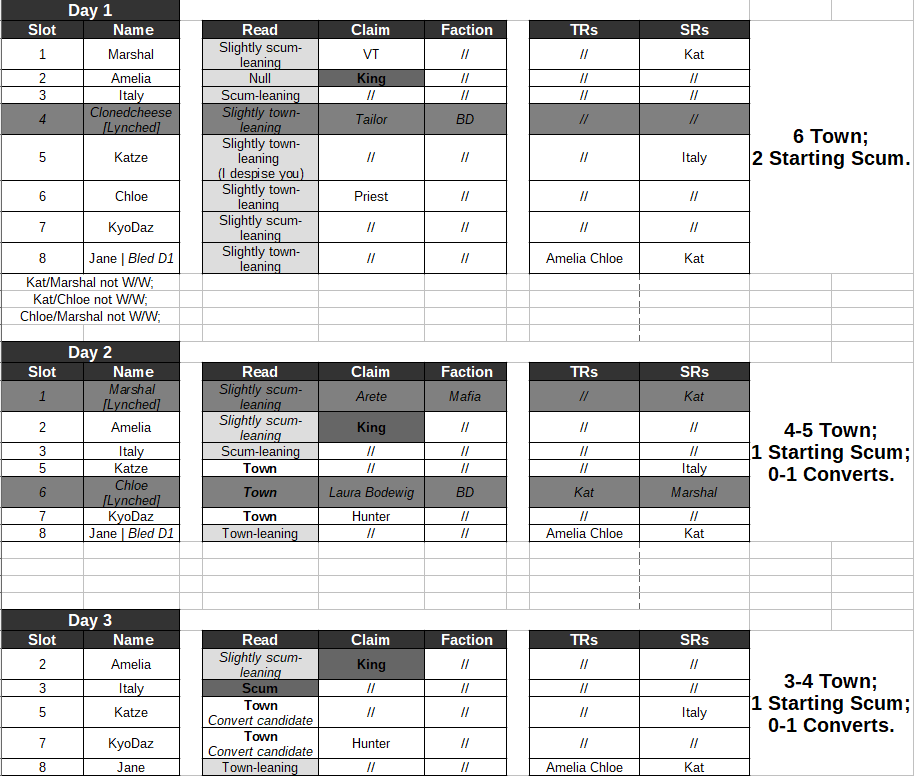 Day 1
Slot Name Read Claim Faction TRs SRs
1 Marshal Slightly scum-leaning VT // // Kat
2 Amelia Null King // // //
3 Italy Scum-leaning // // // //
4 Clonedcheese [Lynched] Slightly town-leaning Tailor BD // //
5 Katze Slightly town-leaning (I despise you) // // // Italy
6 Chloe Slightly town-leaning Priest // // //
7 KyoDaz Slightly scum-leaning // // // //
8 Jane | Bled D1 Slightly town-leaning // // Amelia Chloe Kat
6 Town;
2 Starting Scum.
Kat/Marshal not W/W;
Kat/Chloe not W/W;
Chloe/Marshal not W/W;
Day 2
Slot Name Read Claim Faction TRs SRs
1 Marshal [Lynched] Slightly scum-leaning Arete Mafia // Kat
2 Amelia Slightly scum-leaning King // // //
3 Italy Scum-leaning // // // //
5 Katze Town // // // Italy
6 Chloe [Lynched] Town Laura Bodewig BD Kat Marshal
7 KyoDaz Town Hunter // // //
8 Jane | Bled D1 Town-leaning // // Amelia Chloe Kat
4-5 Town;
1 Starting Scum;
0-1 Converts.
Day 3
Slot Name Read Claim Faction TRs SRs
2 Amelia Slightly scum-leaning King // // //
3 Italy Scum // // // //
5 Katze Town Convert candidate // // // Italy
7 KyoDaz Town Convert candidate Hunter // // //
8 Jane Town-leaning // // Amelia Chloe Kat
3-4 Town;
1 Starting Scum;
0-1 Converts.